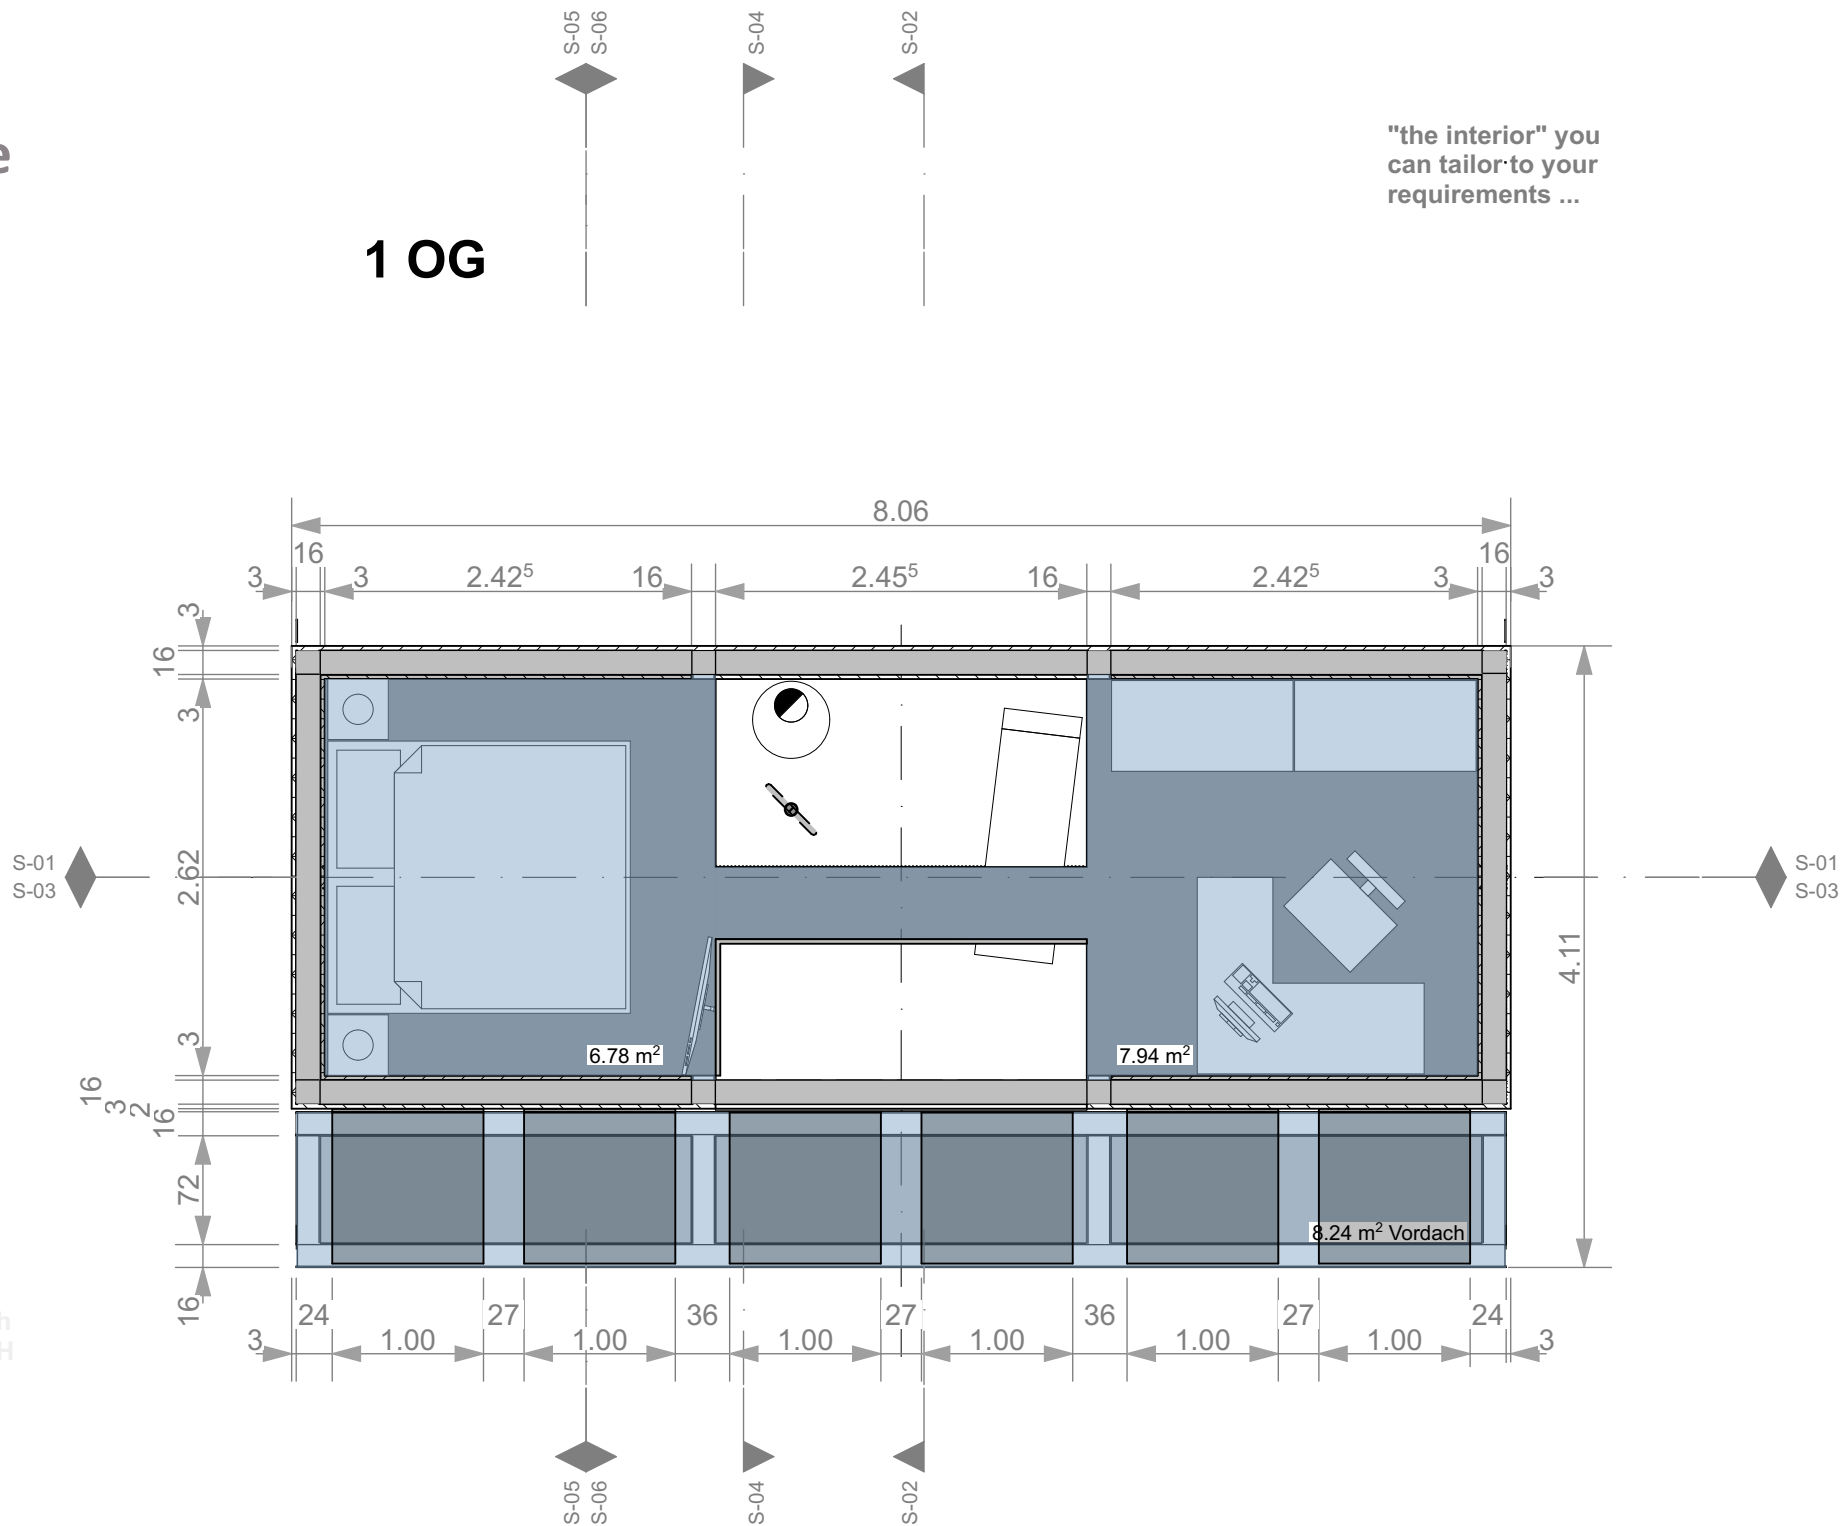 S-05
S-06
S-04
S-02
e
"the interior" you
can tailor to your
requirements ...
1 OG
8.06
16
16
3
3
2.42⁵
16
2.45⁵
16
2.42⁵
3
3
3
16
3
2.62
3
16
3
2
16
72
16
S-01
S-03
S-01
S-03
4.11
6.78 m²
7.94 m²
8.24 m² Vordach
h
H
24
27
36
27
36
27
24
3
1.00
1.00
1.00
1.00
1.00
1.00
3
S-05
S-06
S-04
S-02